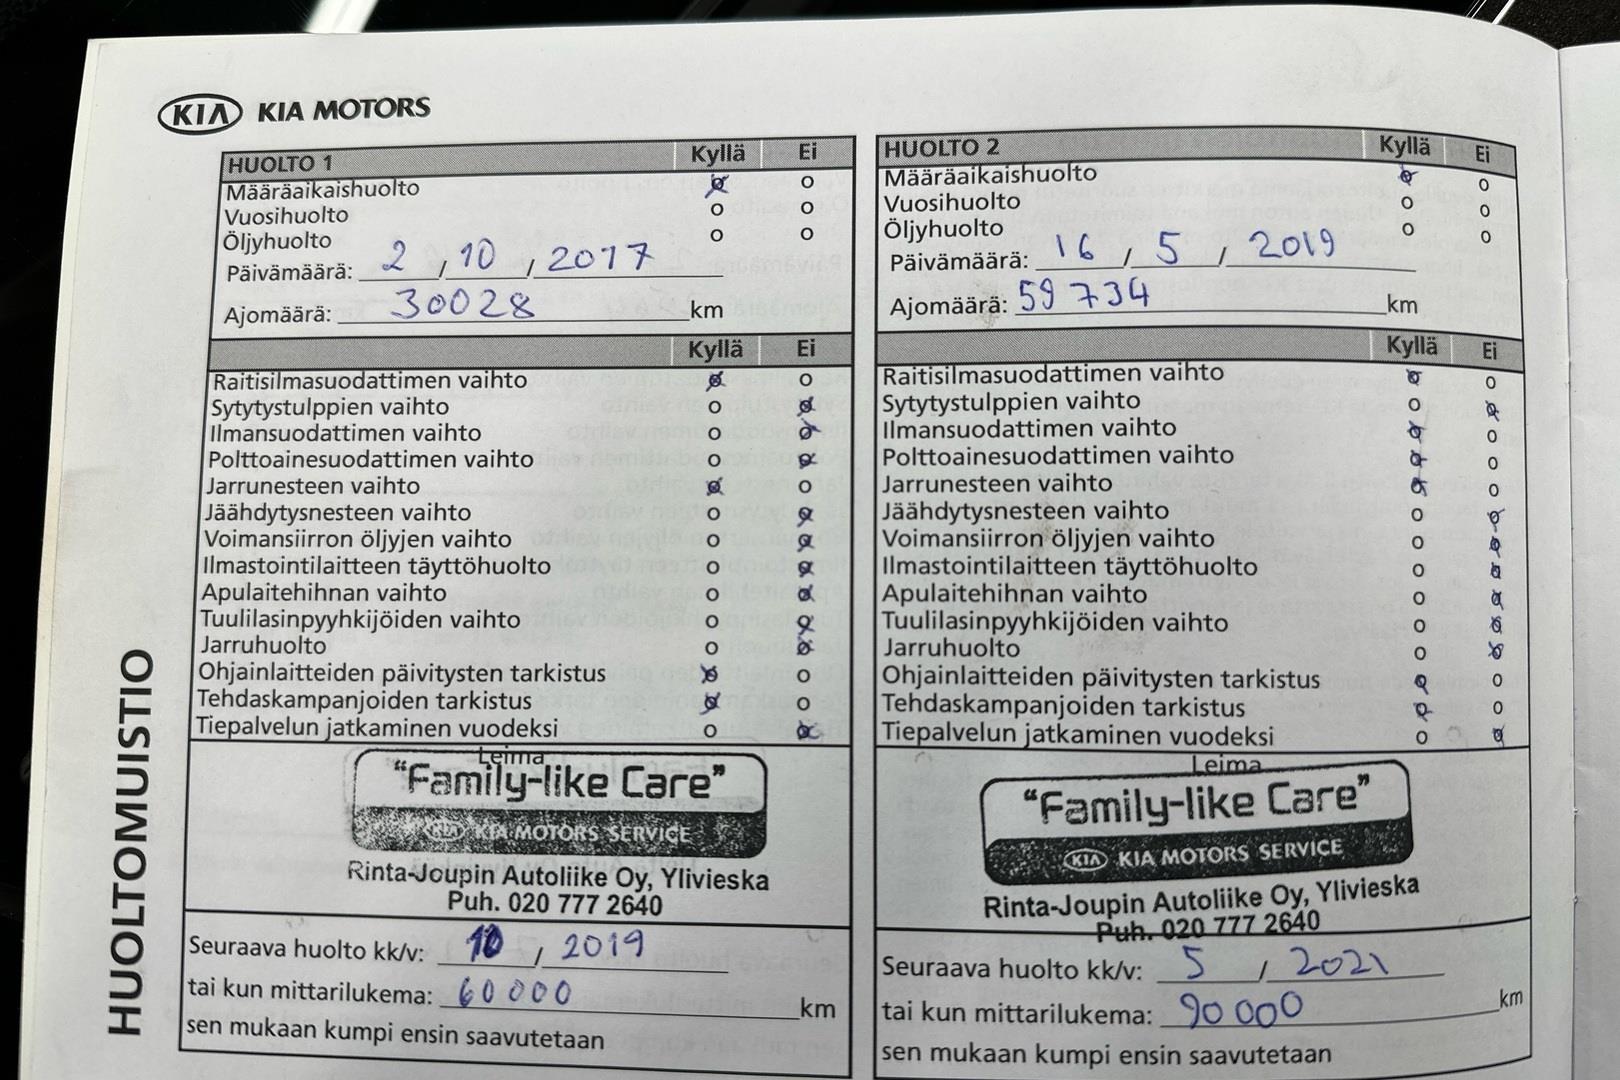 KIA KIA MOTORS
HUOLTOMUISTIO
HUOLTO 1 Kyllä Ei
Määräaikaishuolto
Vuosihuolto
Öljyhuolto
Päivämäärä: 2 / 10 / 2017
Ajomäärä: 30028 km
Kyllä Ei
Raitisilmasuodattimen vaihto
Sytytystulppien vaihto
Ilmansuodattimen vaihto
Polttoainesuodattimen vaihto
Jarrunesteen vaihto
Jäähdytysnesteen vaihto
Voimansiirron öljyjen vaihto
Ilmastointilaitteen täyttöhuolto
Apulaitehihnan vaihto
Tuulilasinpyyhkijöiden vaihto
Jarruhuolto
Ohjainlaitteiden päivitysten tarkistus
Tehdaskampanjoiden tarkistus
Tiepalvelun jatkaminen vuodeksi
Leima
"Family-like Care"
KIA KIA MOTORS SERVICE
Rinta-Joupin Autoliike Oy, Ylivieska
Puh. 020 777 2640
Seuraava huolto kk/v: 10 / 2019
tai kun mittarilukema: 60000 km
sen mukaan kumpi ensin saavutetaan
HUOLTO 2 Kyllä Ei
Määräaikaishuolto
Vuosihuolto
Öljyhuolto
Päivämäärä: 16 / 5 / 2019
Ajomäärä: 59 734 km
Kyllä Ei
Raitisilmasuodattimen vaihto
Sytytystulppien vaihto
Ilmansuodattimen vaihto
Polttoainesuodattimen vaihto
Jarrunesteen vaihto
Jäähdytysnesteen vaihto
Voimansiirron öljyjen vaihto
Ilmastointilaitteen täyttöhuolto
Apulaitehihnan vaihto
Tuulilasinpyyhkijöiden vaihto
Jarruhuolto
Ohjainlaitteiden päivitysten tarkistus
Tehdaskampanjoiden tarkistus
Tiepalvelun jatkaminen vuodeksi
Leima
"Family-like Care"
KIA KIA MOTORS SERVICE
Rinta-Joupin Autoliike Oy, Ylivieska
Puh. 020 777 2640
Seuraava huolto kk/v: 5 / 2021
tai kun mittarilukema: 90 000 km
sen mukaan kumpi ensin saavutetaan